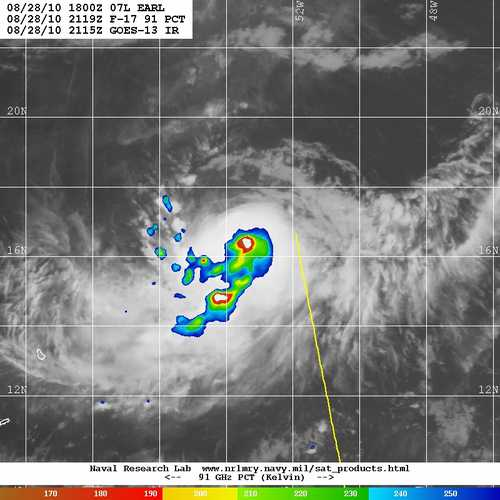 08/28/10 1800Z 07L EARL
08/28/10 2119Z F-17 91 PCT
08/28/10 2115Z GOES-13 IR
52W
48W
20N
20N
16N
16N
12N
12N
Naval Research Lab www.nrlmry.navy.mil/sat_products.html
<-- 91 GHz PCT (Kelvin) -->
170 180 190 200 210 220 230 240 250